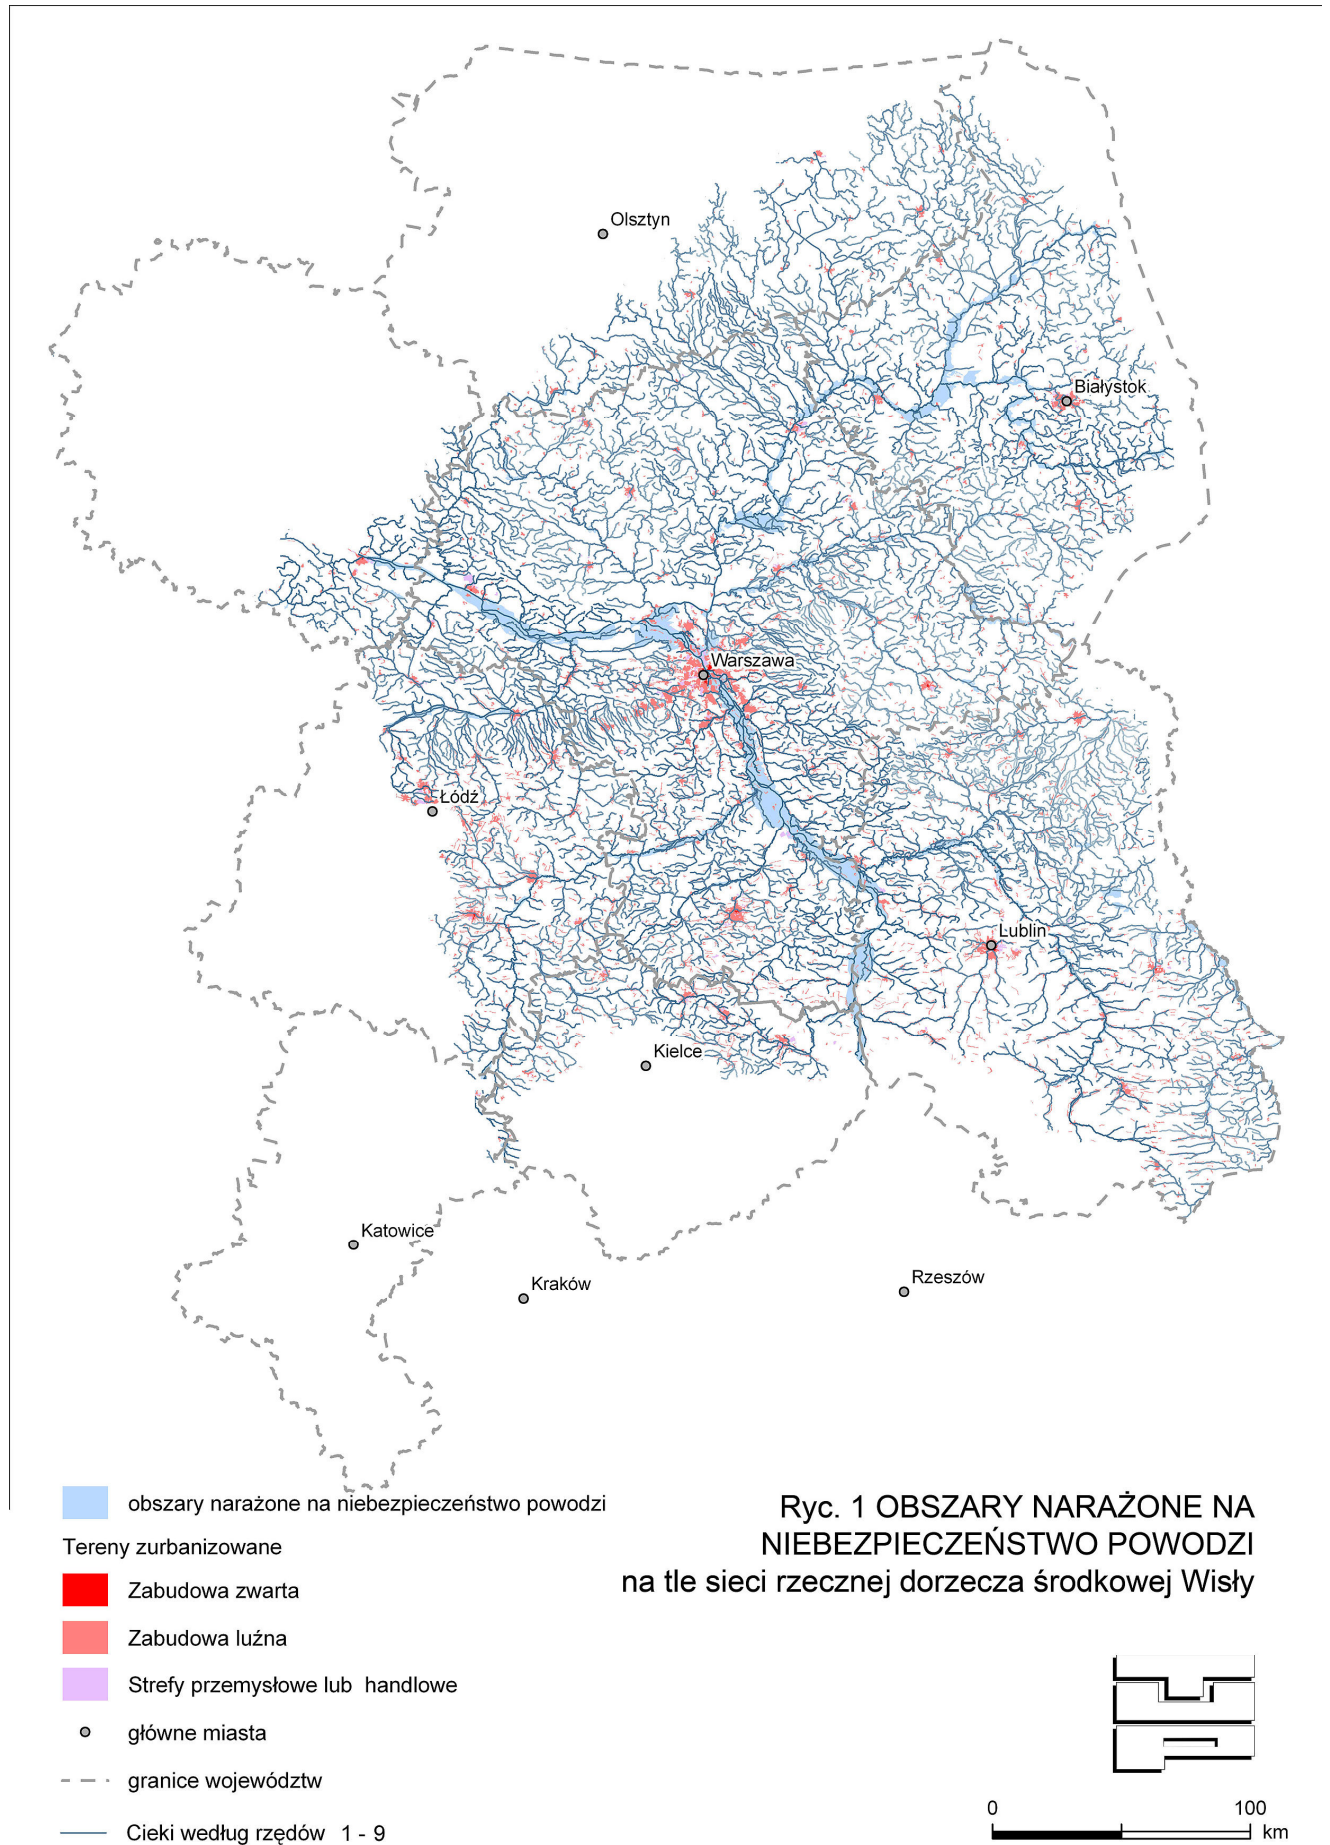 Olsztyn
Białystok
Warszawa
Łódź
Lublin
Kielce
Katowice
Kraków
Rzeszów
obszary narażone na niebezpieczeństwo powodzi
Tereny zurbanizowane
Zabudowa zwarta
Zabudowa luźna
Strefy przemysłowe lub handlowe
główne miasta
granice województw
Cieki według rzędów 1 - 9
Ryc. 1 OBSZARY NARAŻONE NA
NIEBEZPIECZEŃSTWO POWODZI
na tle sieci rzecznej dorzecza środkowej Wisły
0 100
km